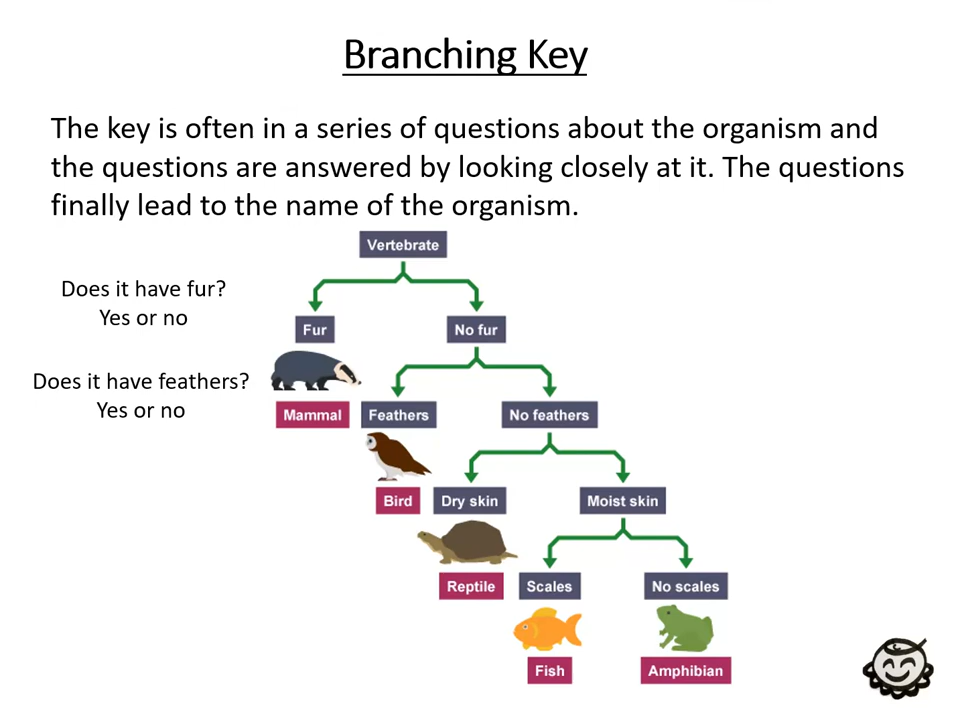 Branching Key
The key is often in a series of questions about the organism and
the questions are answered by looking closely at it. The questions
finally lead to the name of the organism.
Vertebrate
Does it have fur?
Yes or no
Fur
No fur
Does it have feathers?
Yes or no
Mammal
Feathers
No feathers
Bird
Dry skin
Moist skin
Reptile
Scales
No scales
Fish
Amphibian